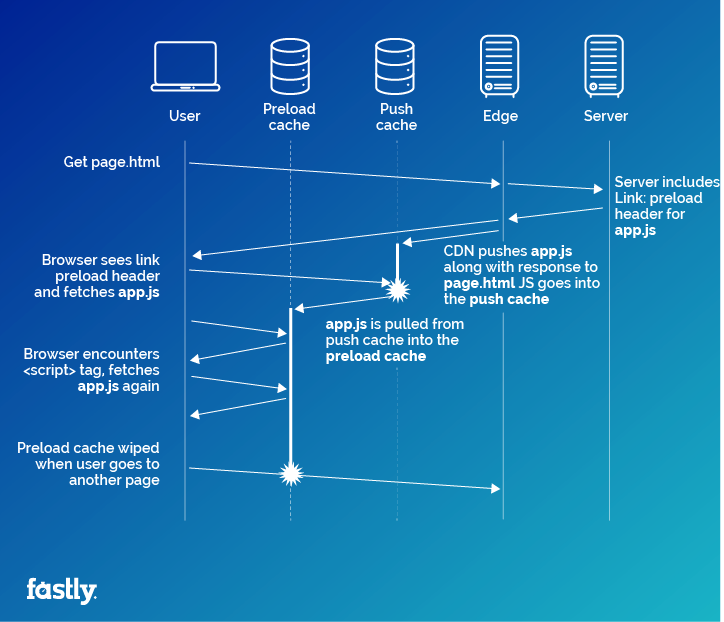 User
Preload
cache
Push
cache
Edge
Server
Get page.html
Server includes
Link: preload
header for
app.js
Browser sees link
preload header
and fetches app.js
CDN pushes app.js
along with response to
page.html JS goes into
the push cache
app.js is pulled from
push cache into the
preload cache
Browser encounters
<script> tag, fetches
app.js again
Preload cache wiped
when user goes to
another page
fastly.